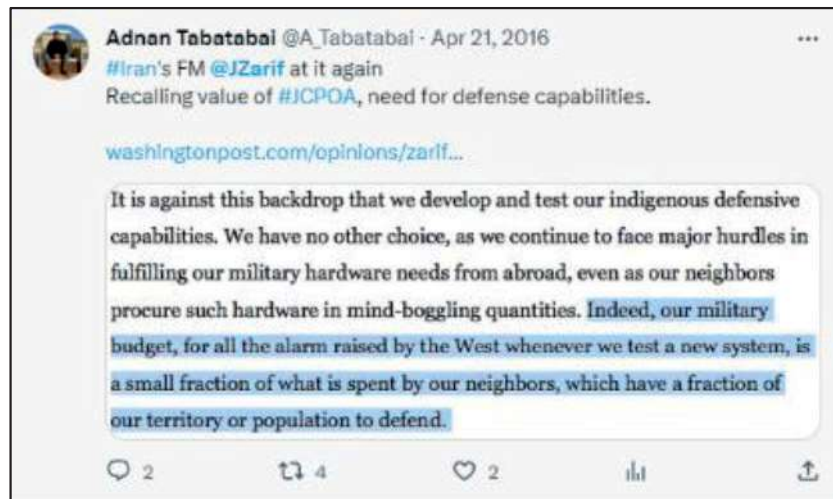 Adnan Tabatabai @A_Tabatabai · Apr 21, 2016
#Iran's FM @JZarif at it again
Recalling value of #JCPOA, need for defense capabilities.
washingtonpost.com/opinions/zarif...
It is against this backdrop that we develop and test our indigenous defensive
capabilities. We have no other choice, as we continue to face major hurdles in
fulfilling our military hardware needs from abroad, even as our neighbors
procure such hardware in mind-boggling quantities. Indeed, our military
budget, for all the alarm raised by the West whenever we test a new system, is
a small fraction of what is spent by our neighbors, which have a fraction of
our territory or population to defend.
2 4 2